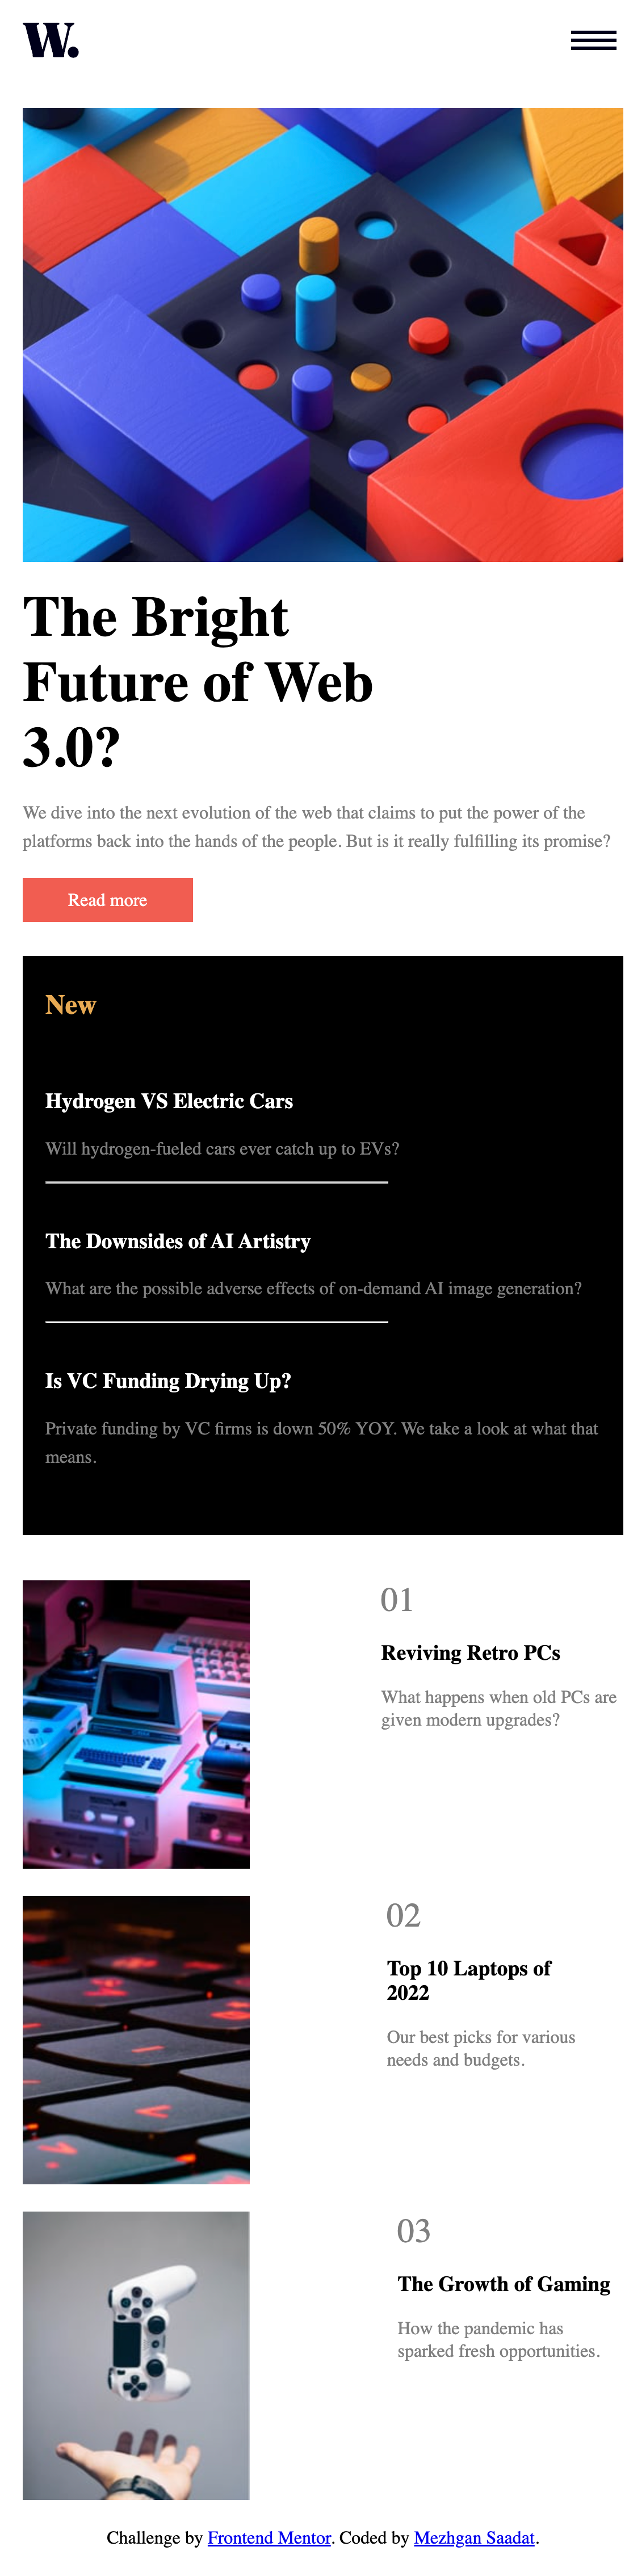 W.
The Bright
Future of Web
3.0?
We dive into the next evolution of the web that claims to put the power of the
platforms back into the hands of the people. But is it really fulfilling its promise?
Read more
New
Hydrogen VS Electric Cars
Will hydrogen-fueled cars ever catch up to EVs?
The Downsides of AI Artistry
What are the possible adverse effects of on-demand AI image generation?
Is VC Funding Drying Up?
Private funding by VC firms is down 50% YOY. We take a look at what that
means.
01
Reviving Retro PCs
What happens when old PCs are
given modern upgrades?
02
Top 10 Laptops of
2022
Our best picks for various
needs and budgets.
03
The Growth of Gaming
How the pandemic has
sparked fresh opportunities.
Challenge by Frontend Mentor. Coded by Mezhgan Saadat.